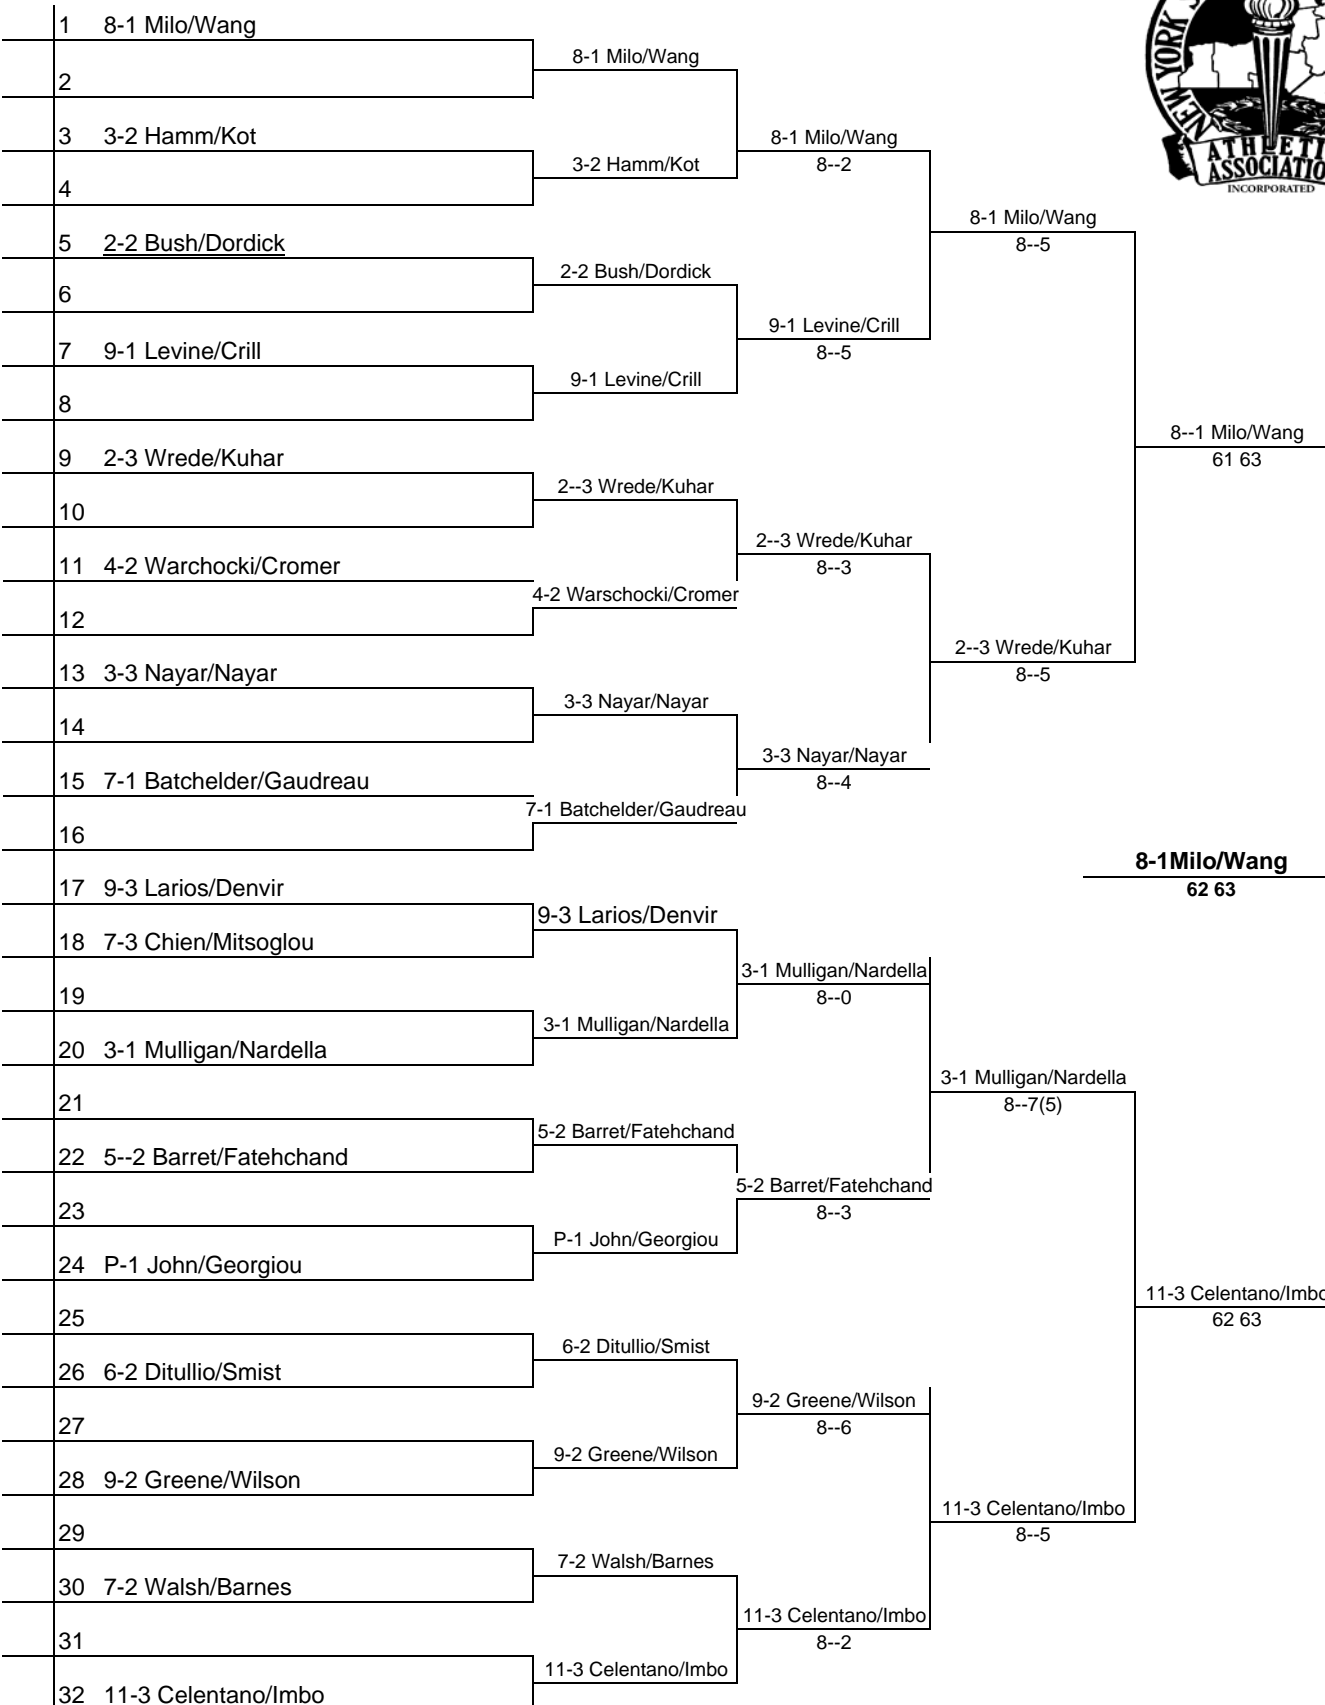 1 8-1 Milo/Wang
2
3 3-2 Hamm/Kot
4
5 2-2 Bush/Dordick
6
7 9-1 Levine/Crill
8
9 2-3 Wrede/Kuhar
10
11 4-2 Warchocki/Cromer
12
13 3-3 Nayar/Nayar
14
15 7-1 Batchelder/Gaudreau
16
17 9-3 Larios/Denvir
18 7-3 Chien/Mitsoglou
19
20 3-1 Mulligan/Nardella
21
22 5--2 Barret/Fatehchand
23
24 P-1 John/Georgiou
25
26 6-2 Ditullio/Smist
27
28 9-2 Greene/Wilson
29
30 7-2 Walsh/Barnes
31
32 11-3 Celentano/Imbo
8-1 Milo/Wang
3-2 Hamm/Kot
2-2 Bush/Dordick
9-1 Levine/Crill
2--3 Wrede/Kuhar
4-2 Warschocki/Cromer
3-3 Nayar/Nayar
7-1 Batchelder/Gaudreau
9-3 Larios/Denvir
3-1 Mulligan/Nardella
5-2 Barret/Fatehchand
P-1 John/Georgiou
6-2 Ditullio/Smist
9-2 Greene/Wilson
7-2 Walsh/Barnes
11-3 Celentano/Imbo
8-1 Milo/Wang
8--2
9-1 Levine/Crill
8--5
2--3 Wrede/Kuhar
8--3
3-3 Nayar/Nayar
8--4
3-1 Mulligan/Nardella
8--0
5-2 Barret/Fatehchand
8--3
9-2 Greene/Wilson
8--6
11-3 Celentano/Imbo
8--2
8-1 Milo/Wang
8--5
2--3 Wrede/Kuhar
8--5
3-1 Mulligan/Nardella
8--7(5)
11-3 Celentano/Imbo
8--5
8--1 Milo/Wang
61 63
11-3 Celentano/Imbo
62 63
8-1Milo/Wang
62 63
NEW YORK
ATHLETI
ASSOCIATIO
INCORPORATED